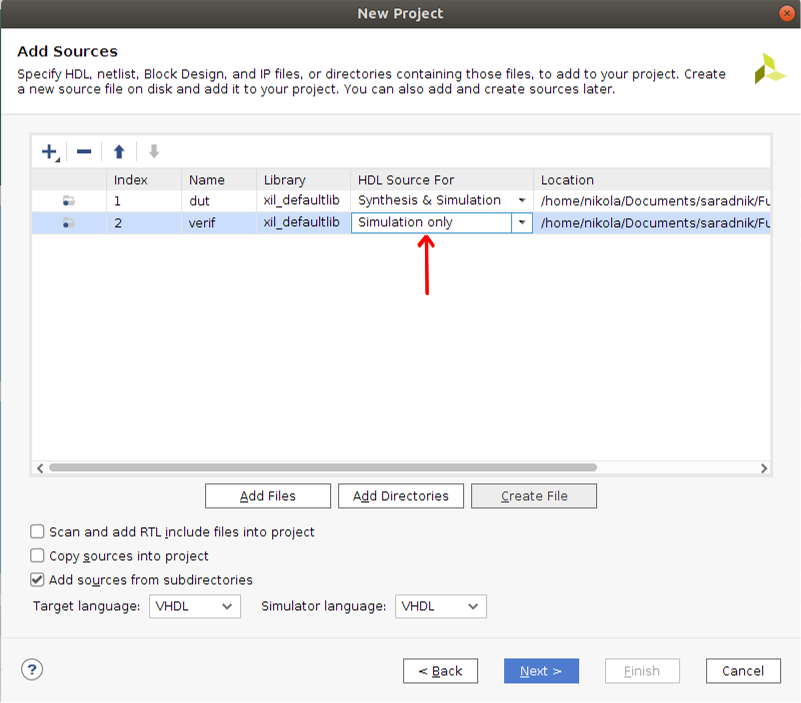 New Project
Add Sources
Specify HDL, netlist, Block Design, and IP files, or directories containing those files, to add to your project. Create
a new source file on disk and add it to your project. You can also add and create sources later.
Index Name Library HDL Source For Location
1 dut xil_defaultlib Synthesis & Simulation /home/nikola/Documents/saradnik/Fu
2 verif xil_defaultlib Simulation only /home/nikola/Documents/saradnik/Fu
Add Files Add Directories Create File
Scan and add RTL include files into project
Copy sources into project
Add sources from subdirectories
Target language: VHDL Simulator language: VHDL
? < Back Next > Finish Cancel